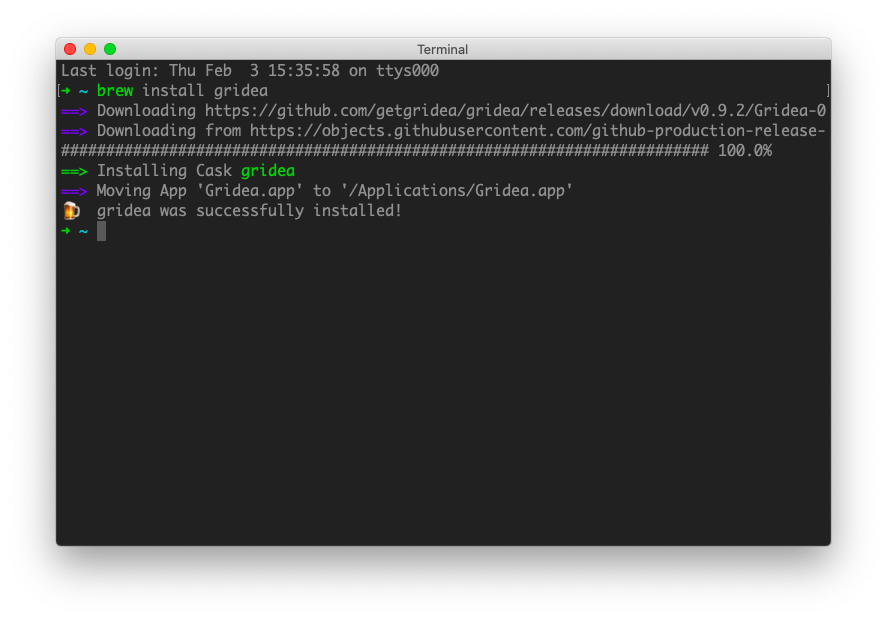 Terminal
Last login: Thu Feb  3 15:35:58 on ttys000
[➜ ~ brew install gridea ]
==> Downloading https://github.com/getgridea/gridea/releases/download/v0.9.2/Gridea-0
==> Downloading from https://objects.githubusercontent.com/github-production-release-
######################################################################## 100.0%
==> Installing Cask gridea
==> Moving App 'Gridea.app' to '/Applications/Gridea.app'
🍺  gridea was successfully installed!
➜ ~